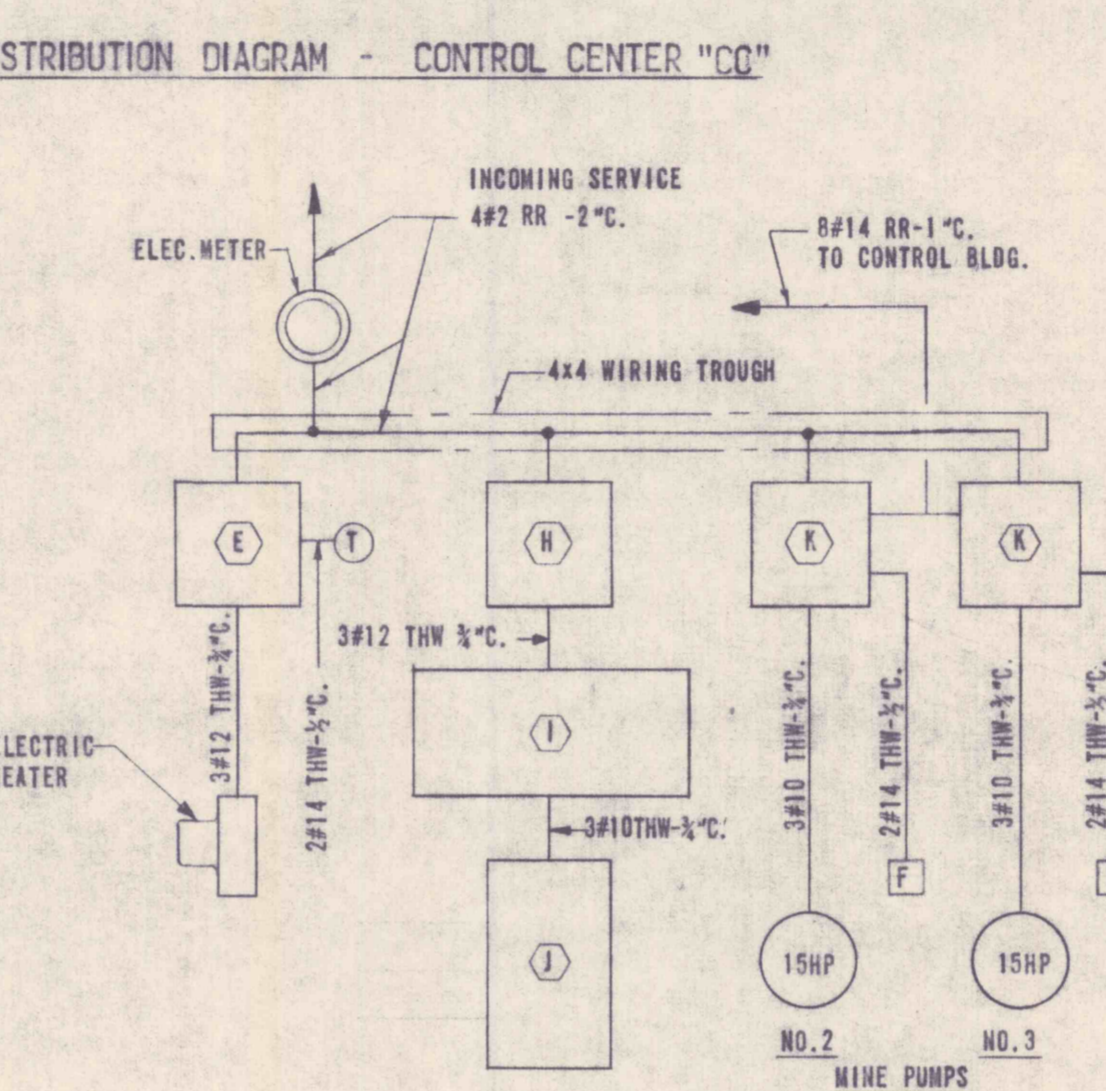 STRIBUTION DIAGRAM - CONTROL CENTER "CC"
INCOMING SERVICE
4#2 RR -2"C.
ELEC.METER
8#14 RR-1"C.
TO CONTROL BLDG.
4x4 WIRING TROUGH
E
T
H
K
K
3#12 THW ¾"C.
3#12 THW-¾"C.
2#14 THW-½"C.
I
3#10 THW-¾"C.
2#14 THW-½"C.
3#10 THW-¾"C.
2#14 THW-½"C.
LECTRIC
EATER
3#10THW-¾"C.
F
J
15HP
15HP
NO.2
NO.3
MINE PUMPS